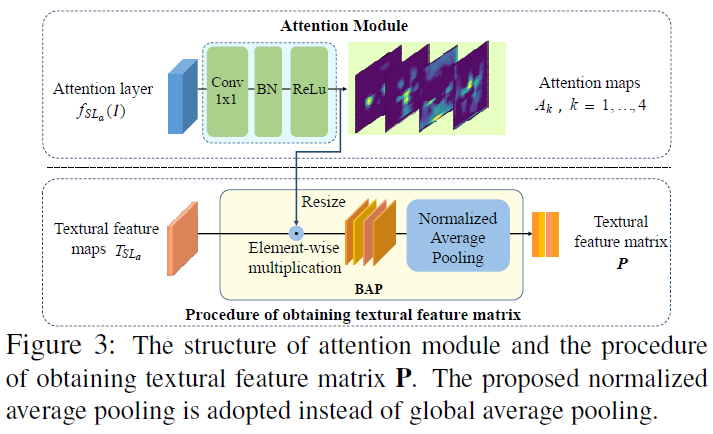 Attention Module
Attention layer
f_{SL_a}(I)
Conv
1x1
BN
ReLu
Attention maps
A_k , k = 1,…,4
Resize
Textural feature
maps T_{SL_a}
Element-wise
multiplication
Normalized
Average
Pooling
BAP
Textural
feature matrix
P
Procedure of obtaining textural feature matrix
Figure 3: The structure of attention module and the procedure
of obtaining textural feature matrix P. The proposed normalized
average pooling is adopted instead of global average pooling.